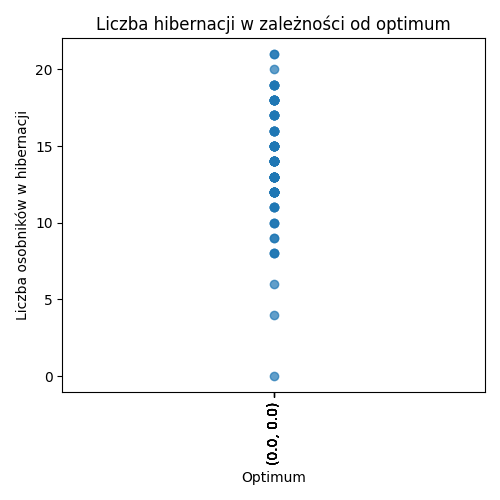 Liczba hibernacji w zależności od optimum
Liczba osobników w hibernacji
20
15
10
5
0
(0.0, 0.0)
Optimum